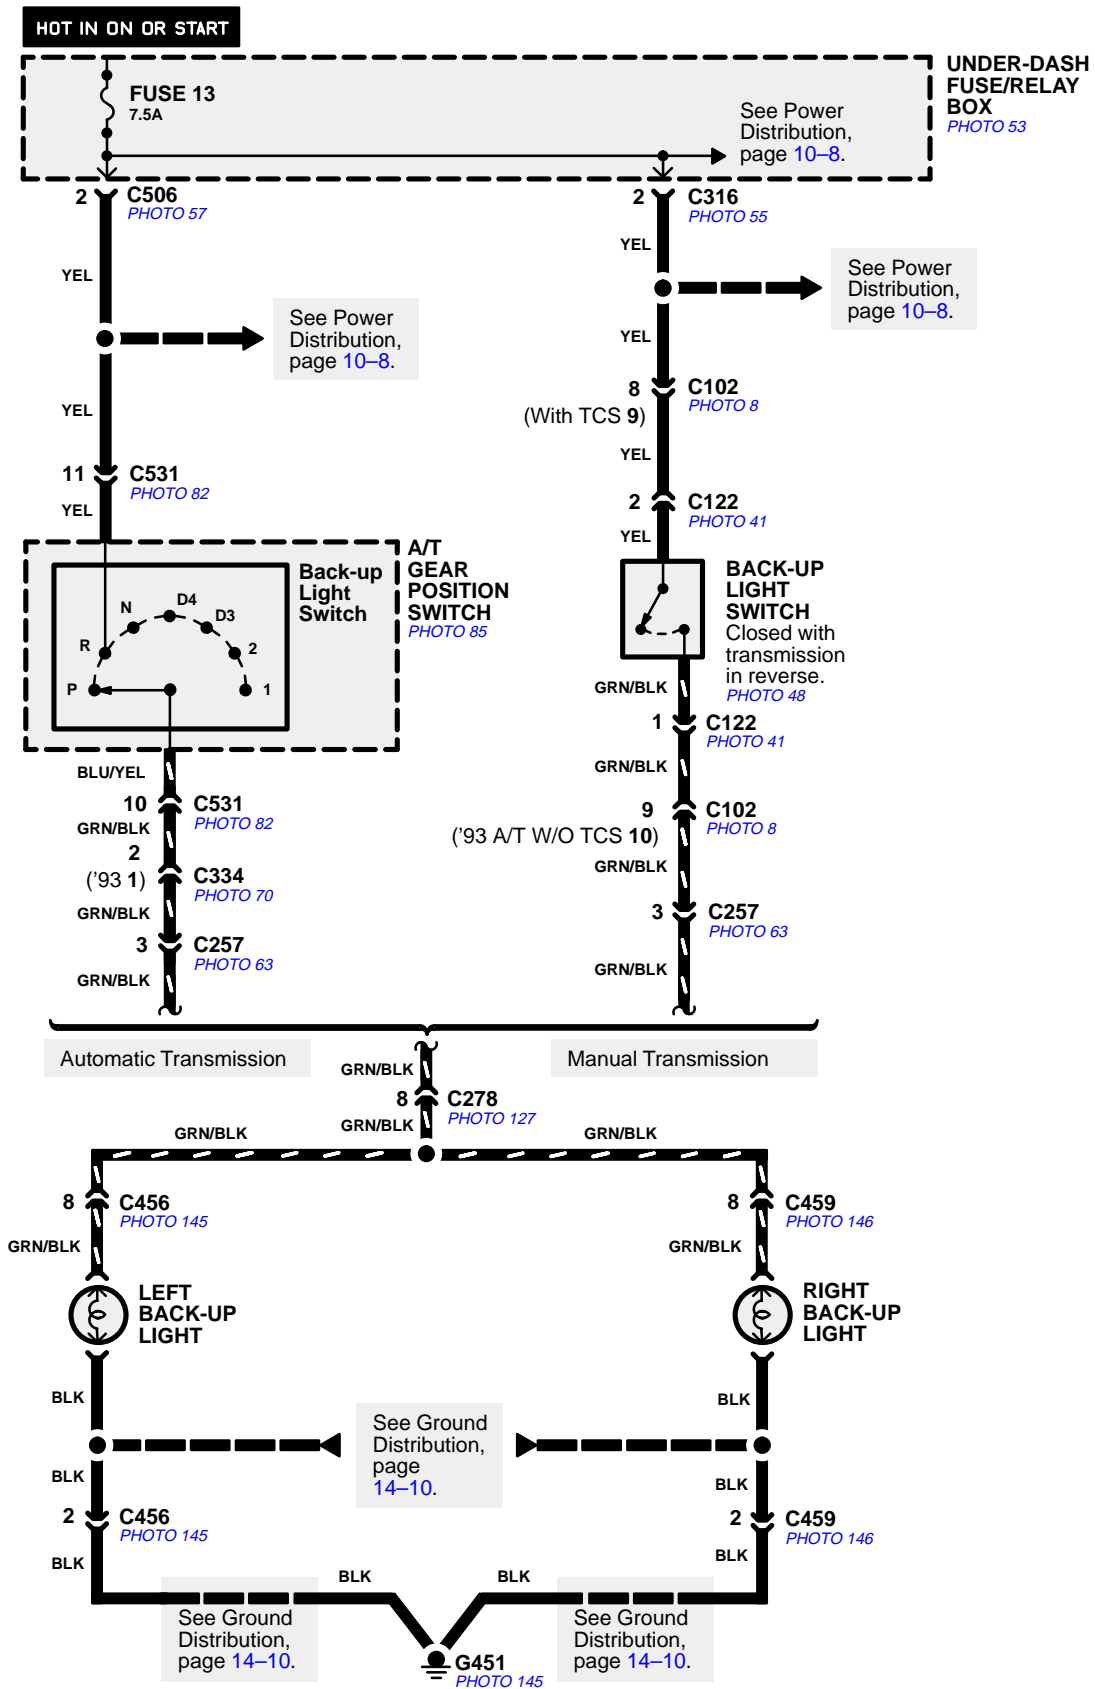 HOT IN ON OR START
UNDER-DASH
FUSE/RELAY
BOX
PHOTO 53
FUSE 13
7.5A
See Power
Distribution,
page 10–8.
2 C506
PHOTO 57
2 C316
PHOTO 55
YEL
YEL
See Power
Distribution,
page 10–8.
See Power
Distribution,
page 10–8.
YEL
YEL
8 C102
(With TCS 9) PHOTO 8
YEL
11 C531
PHOTO 82
2 C122
PHOTO 41
YEL
YEL
A/T
GEAR
POSITION
SWITCH
PHOTO 85
Back-up
Light
Switch
P
R
N
D4
D3
2
1
BACK-UP
LIGHT
SWITCH
Closed with
transmission
in reverse.
PHOTO 48
GRN/BLK
1 C122
PHOTO 41
BLU/YEL
GRN/BLK
10 C531
PHOTO 82
9 C102
('93 A/T W/O TCS 10) PHOTO 8
GRN/BLK
2
('93 1) C334
PHOTO 70
GRN/BLK
GRN/BLK
3 C257
PHOTO 63
3 C257
PHOTO 63
GRN/BLK
GRN/BLK
Automatic Transmission
Manual Transmission
GRN/BLK
8 C278
PHOTO 127
GRN/BLK
GRN/BLK
GRN/BLK
8 C456
PHOTO 145
8 C459
PHOTO 146
GRN/BLK
GRN/BLK
LEFT
BACK-UP
LIGHT
RIGHT
BACK-UP
LIGHT
BLK
BLK
See Ground
Distribution,
page
14–10.
BLK
BLK
2 C456
PHOTO 145
2 C459
PHOTO 146
BLK
BLK
BLK
BLK
See Ground
Distribution,
page 14–10.
See Ground
Distribution,
page 14–10.
G451
PHOTO 145